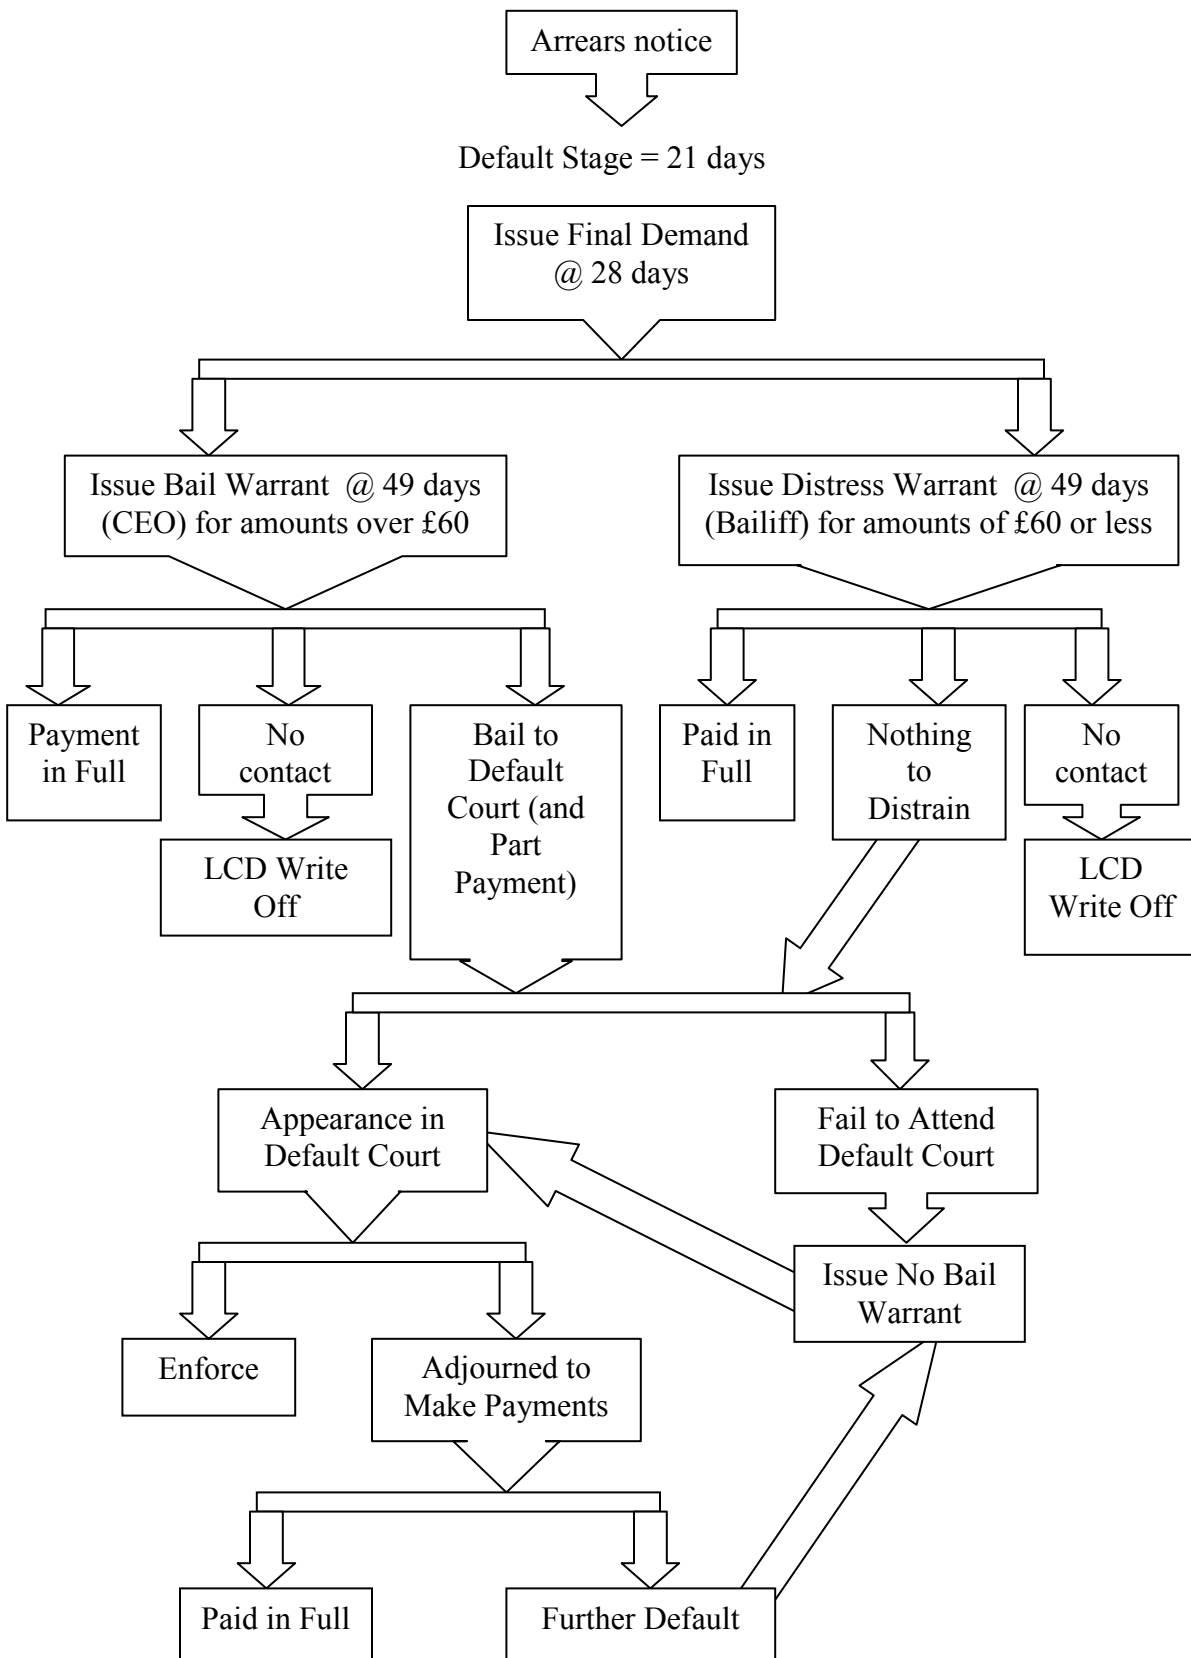 Arrears notice
Default Stage = 21 days
Issue Final Demand
@ 28 days
Issue Bail Warrant @ 49 days
(CEO) for amounts over £60
Issue Distress Warrant @ 49 days
(Bailiff) for amounts of £60 or less
Payment
in Full
No
contact
LCD Write
Off
Bail to
Default
Court (and
Part
Payment)
Paid in
Full
Nothing
to
Distrain
No
contact
LCD
Write Off
Appearance in
Default Court
Fail to Attend
Default Court
Issue No Bail
Warrant
Enforce
Adjourned to
Make Payments
Paid in Full
Further Default